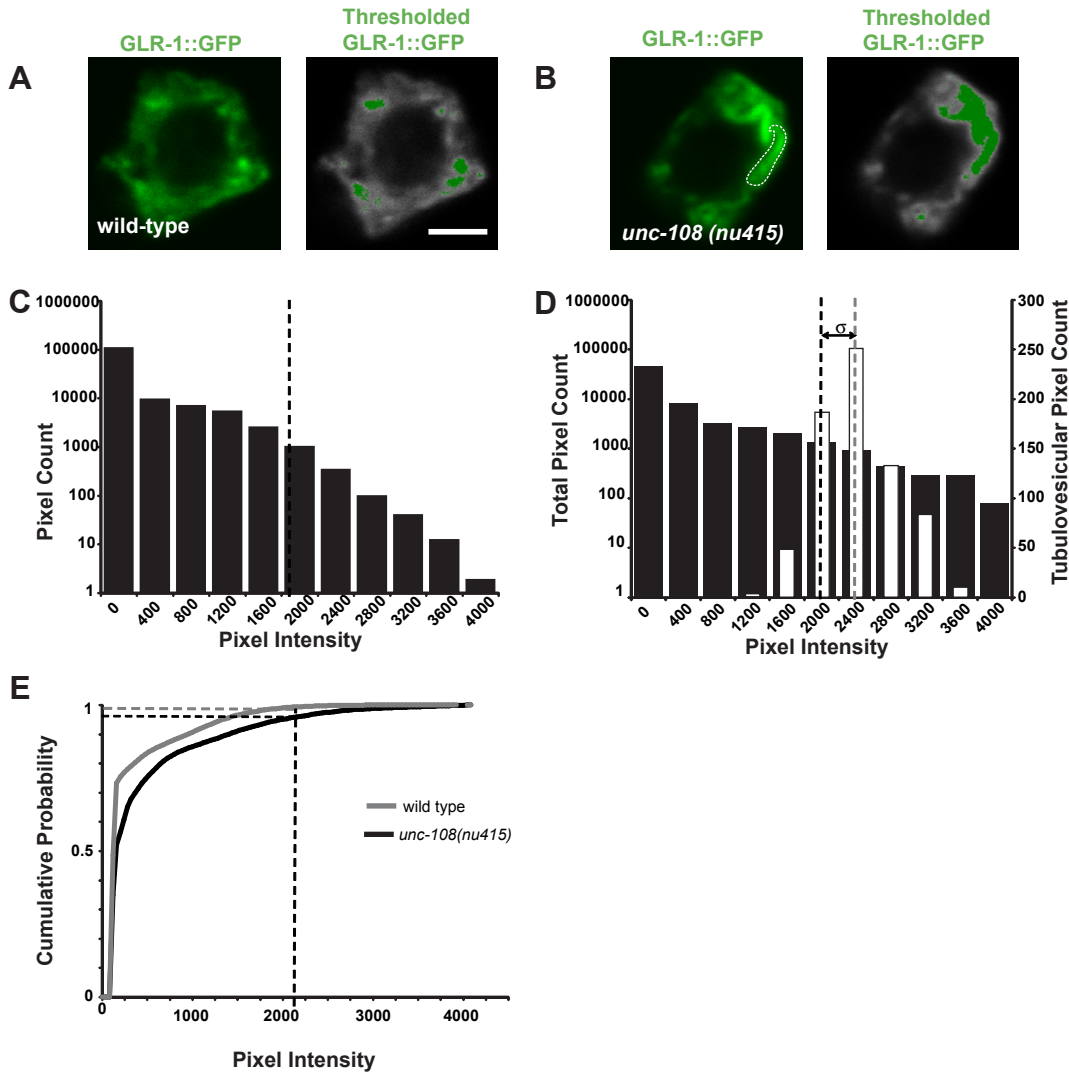 A
GLR-1::GFP
Thresholded
GLR-1::GFP
wild-type
B
GLR-1::GFP
Thresholded
GLR-1::GFP
unc-108 (nu415)
C
Pixel Count
1000000
100000
10000
1000
100
10
1
0 400 800 1200 1600 2000 2400 2800 3200 3600 4000
Pixel Intensity
D
Total Pixel Count
1000000
100000
10000
1000
100
10
1
σ
300
250
200
150
100
50
0
Tubulovesicular Pixel Count
0 400 800 1200 1600 2000 2400 2800 3200 3600 4000
Pixel Intensity
E
Cumulative Probability
1
0.5
0
wild type
unc-108(nu415)
0 1000 2000 3000 4000
Pixel Intensity